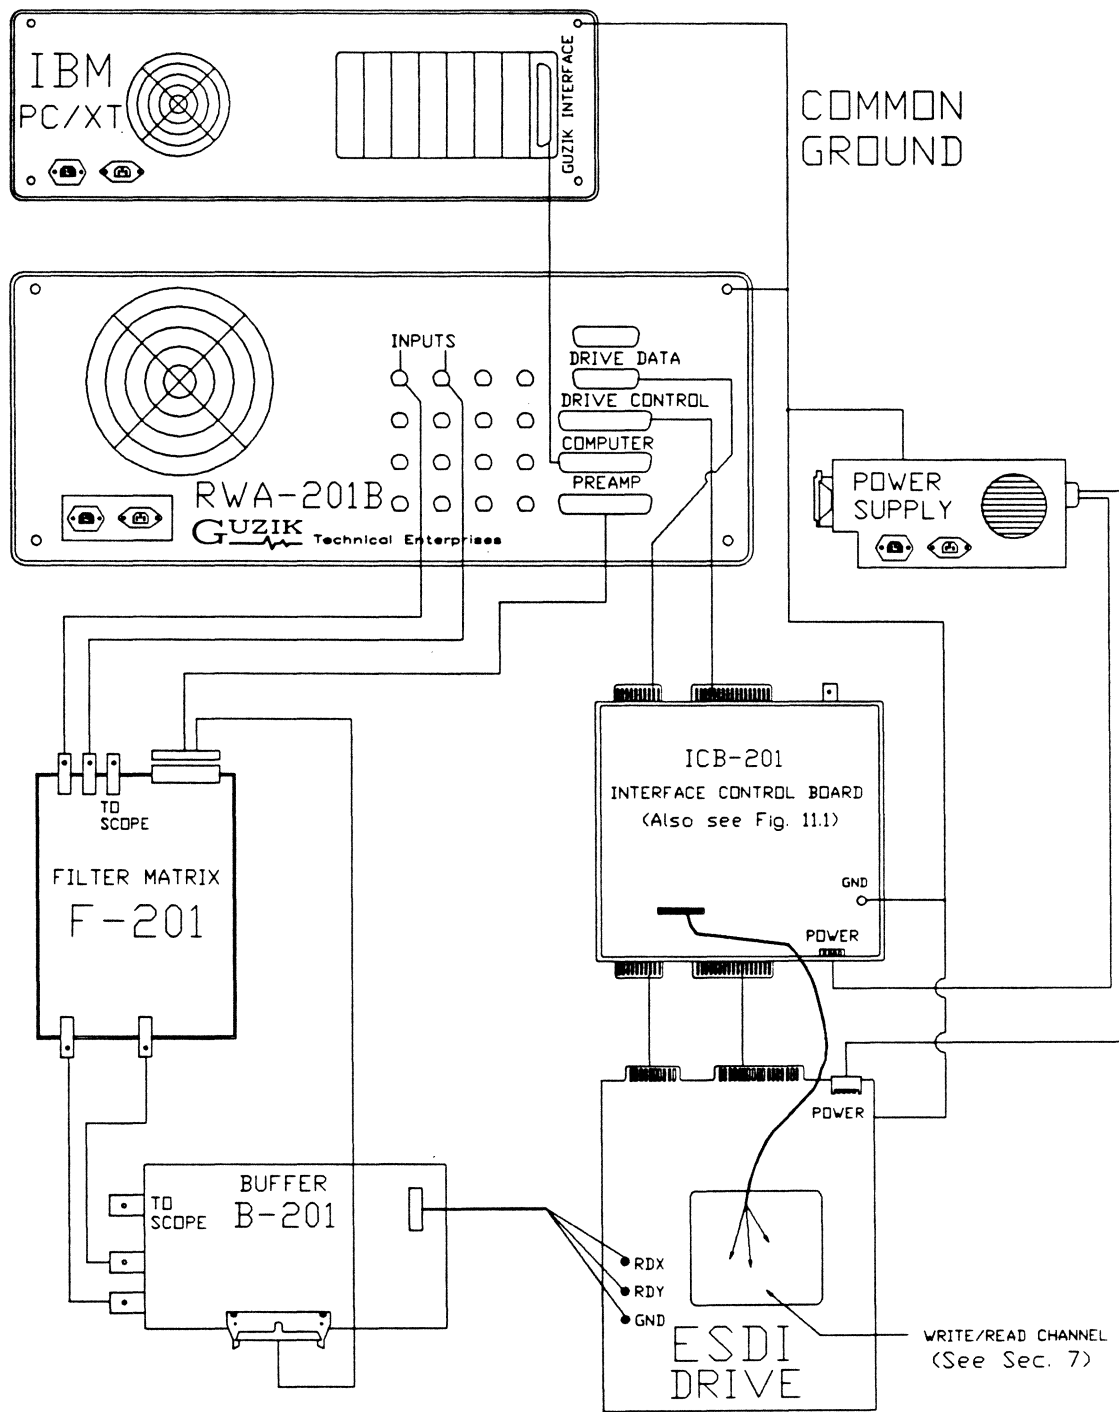 IBM
PC/XT
GUZIK INTERFACE
COMMON
GROUND
INPUTS
DRIVE DATA
DRIVE CONTROL
COMPUTER
PREAMP
RWA-201B
GUZIK Technical Enterprises
POWER
SUPPLY
ICB-201
INTERFACE CONTROL BOARD
(Also see Fig. 11.1)
GND
POWER
TO
SCOPE
FILTER MATRIX
F-201
POWER
BUFFER
B-201
TO
SCOPE
RDX
RDY
GND
ESDI
DRIVE
WRITE/READ CHANNEL
(See Sec. 7)